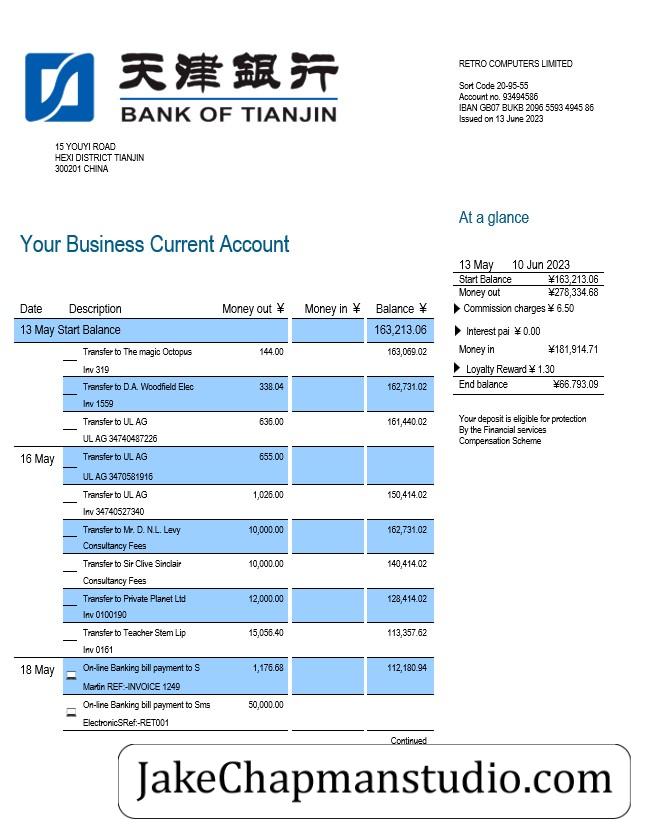 天津銀行
BANK OF TIANJIN
15 YOUYI ROAD
HEXI DISTRICT TIANJIN
300201 CHINA
RETRO COMPUTERS LIMITED
Sort Code 20-95-55
Account no. 93494586
IBAN GB07 BUKB 2096 5593 4945 86
Issued on 13 June 2023
Your Business Current Account
At a glance
13 May 10 Jun 2023
Start Balance ¥163,213.06
Money out ¥278,334.68
Commission charges ¥ 6.50
Interest pai ¥ 0.00
Money in ¥181,914.71
Loyalty Reward ¥ 1.30
End balance ¥66.793.09
Your deposit is eligible for protection
By the Financial services
Compensation Scheme
Date Description Money out ¥ Money in ¥ Balance ¥
13 May Start Balance 163,213.06
Transfer to The magic Octopus 144.00 163,069.02
Inv 319
Transfer to D.A. Woodfield Elec 338.04 162,731.02
Inv 1559
Transfer to UL AG 636.00 161,440.02
UL AG 34740487226
16 May Transfer to UL AG 655.00
UL AG 3470581916
Transfer to UL AG 1,026.00 150,414.02
Inv 34740527340
Transfer to Mr. D. N.L. Levy 10,000.00 162,731.02
Consultancy Fees
Transfer to Sir Clive Sinclair 10,000.00 140,414.02
Consultancy Fees
Transfer to Private Planet Ltd 12,000.00 128,414.02
Inv 0100190
Transfer to Teacher Stem Lip 15,056.40 113,357.62
Inv 0161
18 May On-line Banking bill payment to S 1,176.68 112,180.94
Martin REF:-INVOICE 1249
On-line Banking bill payment to Sms 50,000.00
ElectronicSRef:-RET001
Continued
JakeChapmanstudio.com